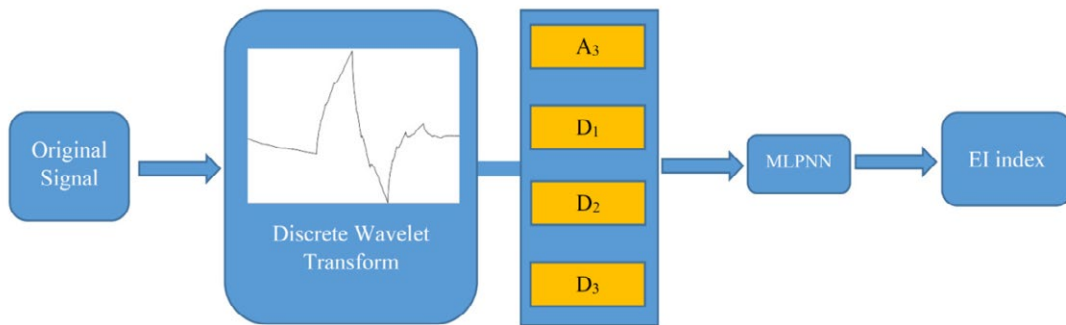 Original
Signal
Discrete Wavelet
Transform
A₃
D₁
D₂
D₃
MLPNN
EI index